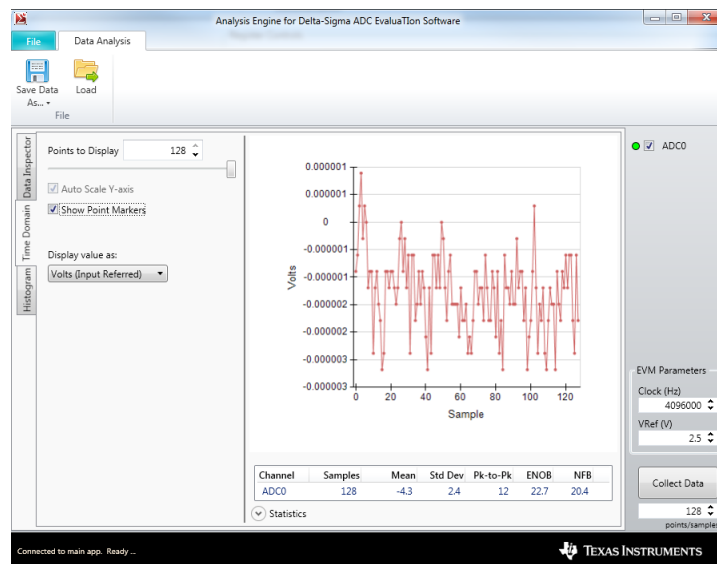 Analysis Engine for Delta-Sigma ADC EvaluaTIon Software
File
Data Analysis
Save Data As...
Load
File
Data Inspector
Time Domain
Histogram
Points to Display 128
Auto Scale Y-axis
Show Point Markers
Display value as:
Volts (Input Referred)
0.000001
0.000001
0
-0.000001
-0.000001
-0.000002
-0.000002
-0.000003
-0.000003
Volts
0 20 40 60 80 100 120
Sample
Channel Samples Mean Std Dev Pk-to-Pk ENOB NFB
ADC0 128 -4.3 2.4 12 22.7 20.4
Statistics
ADC0
EVM Parameters
Clock (Hz)
4096000
VRef (V)
2.5
Collect Data
128
points/samples
Connected to main app. Ready ...
TEXAS INSTRUMENTS